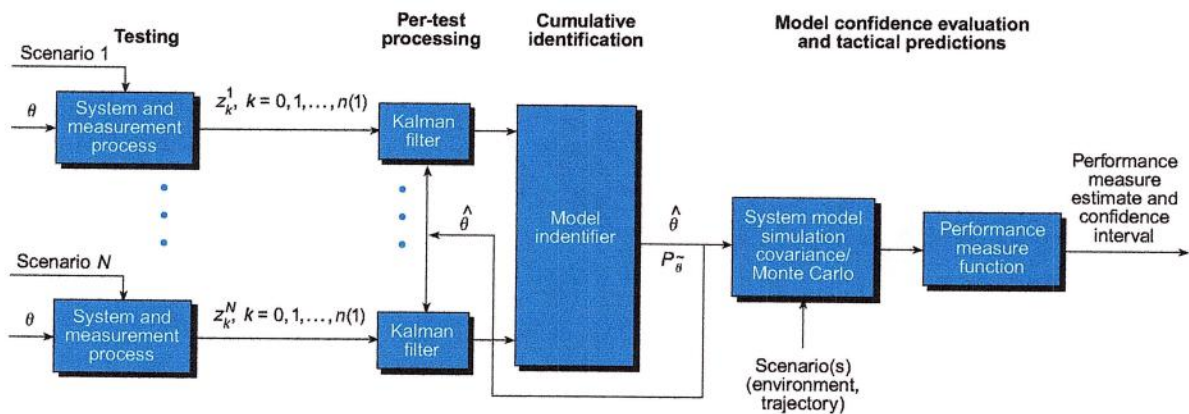 Testing
Per-test
processing
Cumulative
identification
Model confidence evaluation
and tactical predictions
Scenario 1
θ
System and
measurement
process
z_k^1, k = 0, 1, . . . , n(1)
Kalman
filter
θ̂
Model
indentifier
θ̂
P_θ̃
System model
simulation
covariance/
Monte Carlo
Performance
measure
function
Performance
measure
estimate and
confidence
interval
Scenario N
θ
System and
measurement
process
z_k^N, k = 0, 1, . . . , n(1)
Kalman
filter
Scenario(s)
(environment,
trajectory)